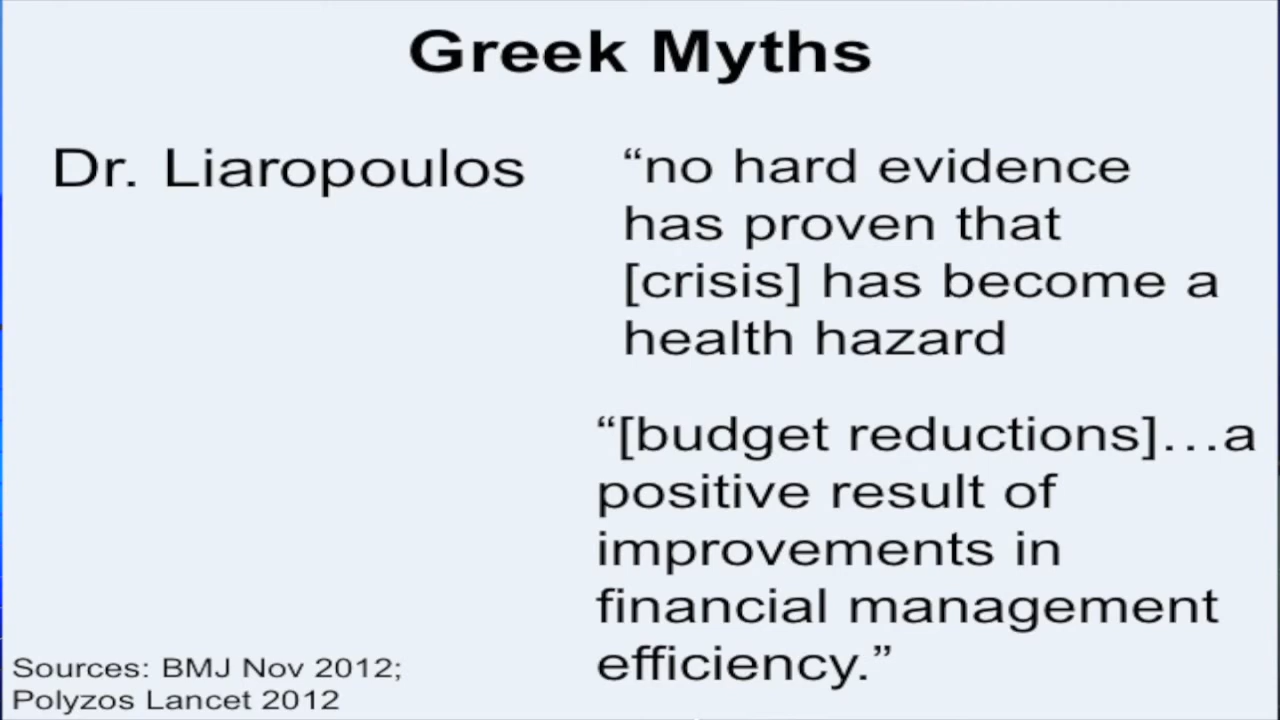 Greek Myths
Dr. Liaropoulos
“no hard evidence
has proven that
[crisis] has become a
health hazard
“[budget reductions]…a
positive result of
improvements in
financial management
efficiency.”
Sources: BMJ Nov 2012;
Polyzos Lancet 2012